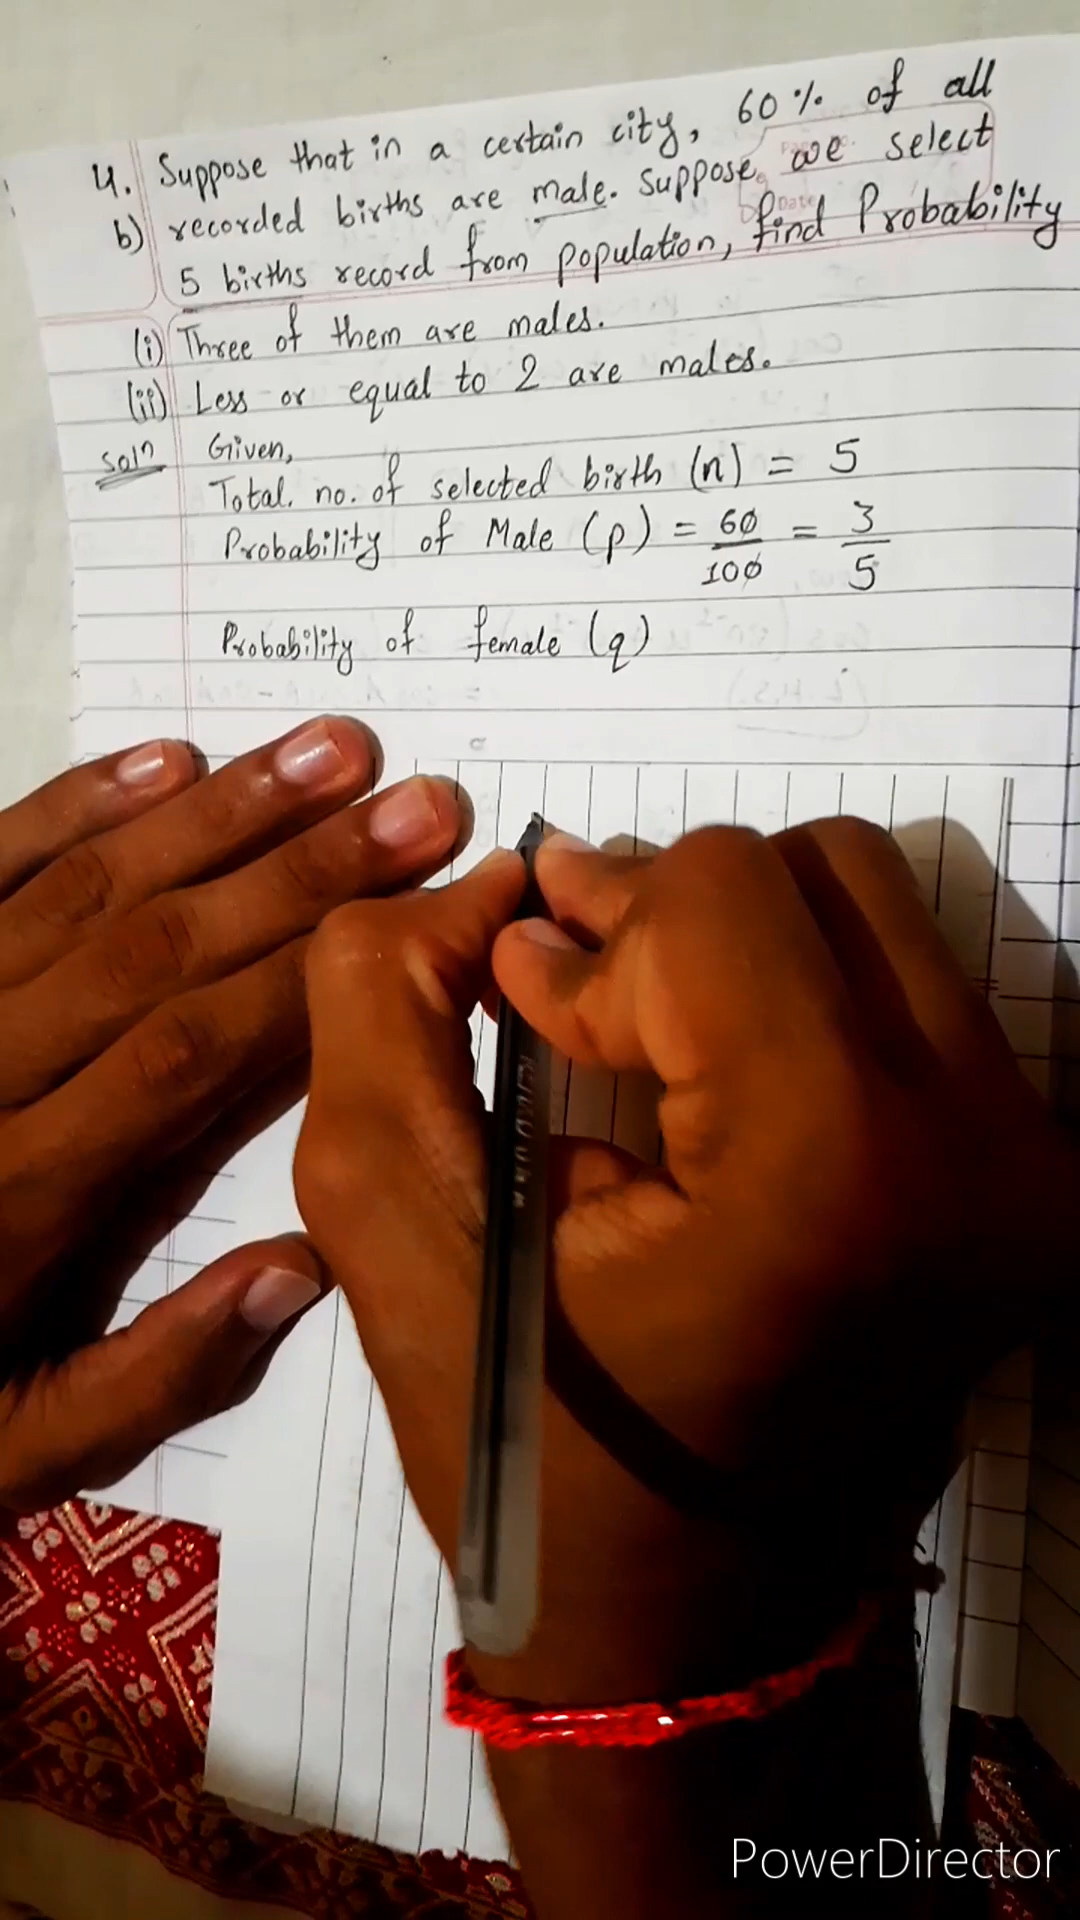 4. Suppose that in a certain city, 60% of all
b) recorded births are male. Suppose we select
5 births record from population, find Probability
(i) Three of them are males.
(ii) Less or equal to 2 are males.
Soln Given,
Total. no. of selected birth (n) = 5
Probability of Male (p) = 60/100 = 3/5
Probability of female (q)
PowerDirector